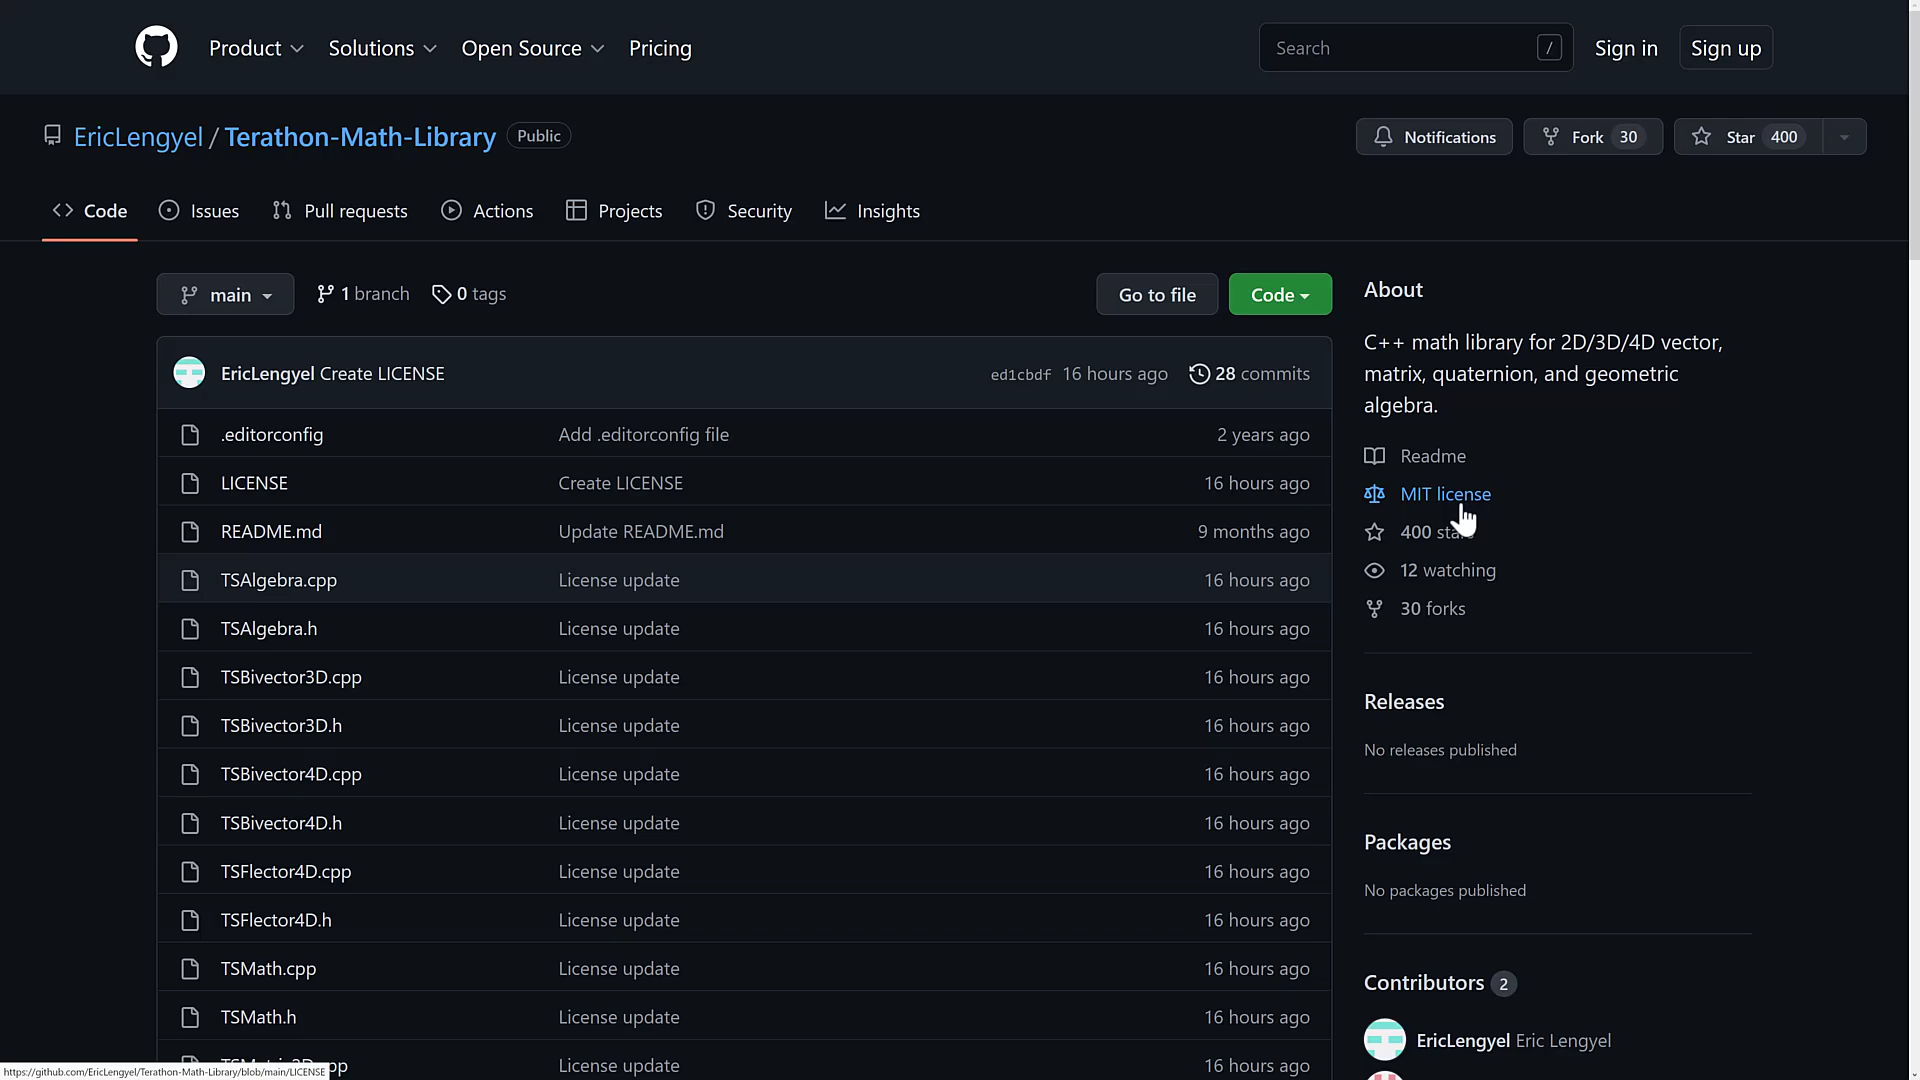 Product Solutions Open Source Pricing Search / Sign in Sign up
EricLengyel / Terathon-Math-Library Public Notifications Fork 30 Star 400
Code Issues Pull requests Actions Projects Security Insights
main 1 branch 0 tags Go to file Code
EricLengyel Create LICENSE ed1cbdf 16 hours ago 28 commits
.editorconfig Add .editorconfig file 2 years ago
LICENSE Create LICENSE 16 hours ago
README.md Update README.md 9 months ago
TSAlgebra.cpp License update 16 hours ago
TSAlgebra.h License update 16 hours ago
TSBivector3D.cpp License update 16 hours ago
TSBivector3D.h License update 16 hours ago
TSBivector4D.cpp License update 16 hours ago
TSBivector4D.h License update 16 hours ago
TSFlector4D.cpp License update 16 hours ago
TSFlector4D.h License update 16 hours ago
TSMath.cpp License update 16 hours ago
TSMath.h License update 16 hours ago
License update 16 hours ago
About
C++ math library for 2D/3D/4D vector,
matrix, quaternion, and geometric
algebra.
Readme
MIT license
400 stars
12 watching
30 forks
Releases
No releases published
Packages
No packages published
Contributors 2
EricLengyel Eric Lengyel
https://github.com/EricLengyel/Terathon-Math-Library/blob/main/LICENSE